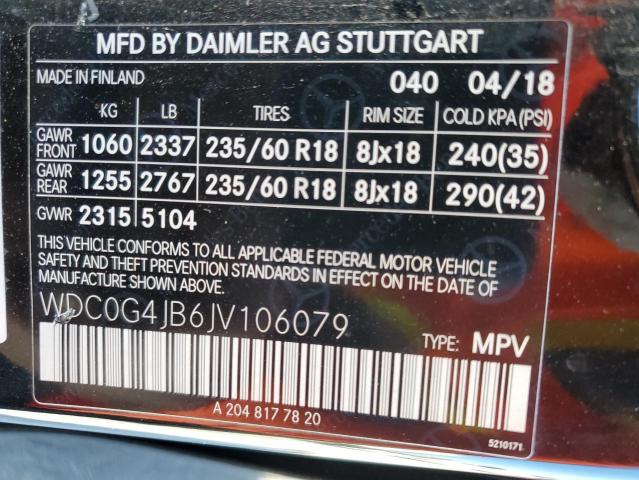 MFD BY DAIMLER AG STUTTGART
MADE IN FINLAND 040 04/18
KG LB TIRES RIM SIZE COLD KPA(PSI)
GAWR FRONT 1060 2337 235/60 R18 8Jx18 240(35)
GAWR REAR 1255 2767 235/60 R18 8Jx18 290(42)
GVWR 2315 5104
THIS VEHICLE CONFORMS TO ALL APPLICABLE FEDERAL MOTOR VEHICLE
SAFETY AND THEFT PREVENTION STANDARDS IN EFFECT ON THE DATE OF
MANUFACTURE SHOWN ABOVE.
WDC0G4JB6JV106079
TYPE: MPV
A 204 817 78 20
5210171